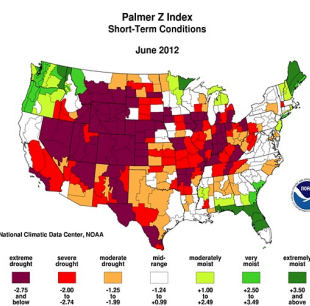 Palmer Z Index
Short-Term Conditions
June 2012
National Climatic Data Center, NOAA
extreme drought
severe drought
moderate drought
mid-range
moderately moist
very moist
extremely moist
-2.75 and below
-2.00 to -2.74
-1.25 to -1.99
-1.24 to +0.99
+1.00 to +2.49
+2.50 to +3.49
+3.50 and above